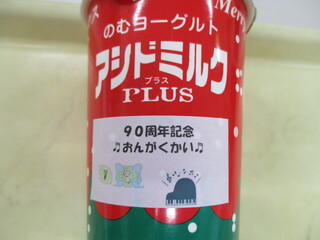 Merr
のむヨーグルト
アシドミルク
プラス
PLUS
90周年記念
♫おんがくかい♫